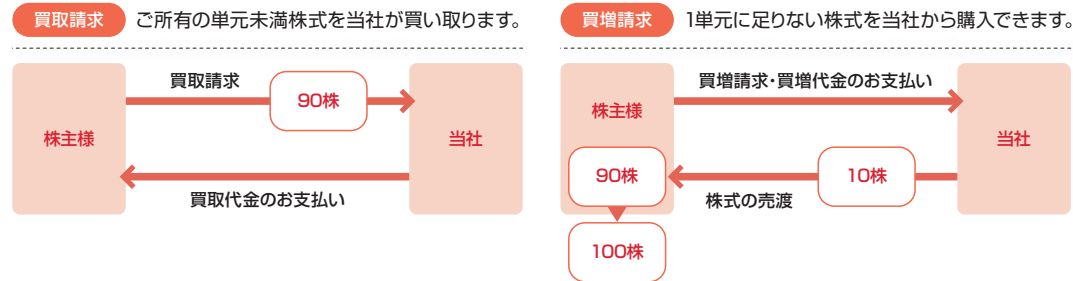 買取請求 ご所有の単元未満株式を当社が買い取ります。
買取請求
90株
株主様
当社
買取代金のお支払い
買増請求 1単元に足りない株式を当社から購入できます。
買増請求・買増代金のお支払い
株主様
当社
90株
10株
株式の売渡
100株